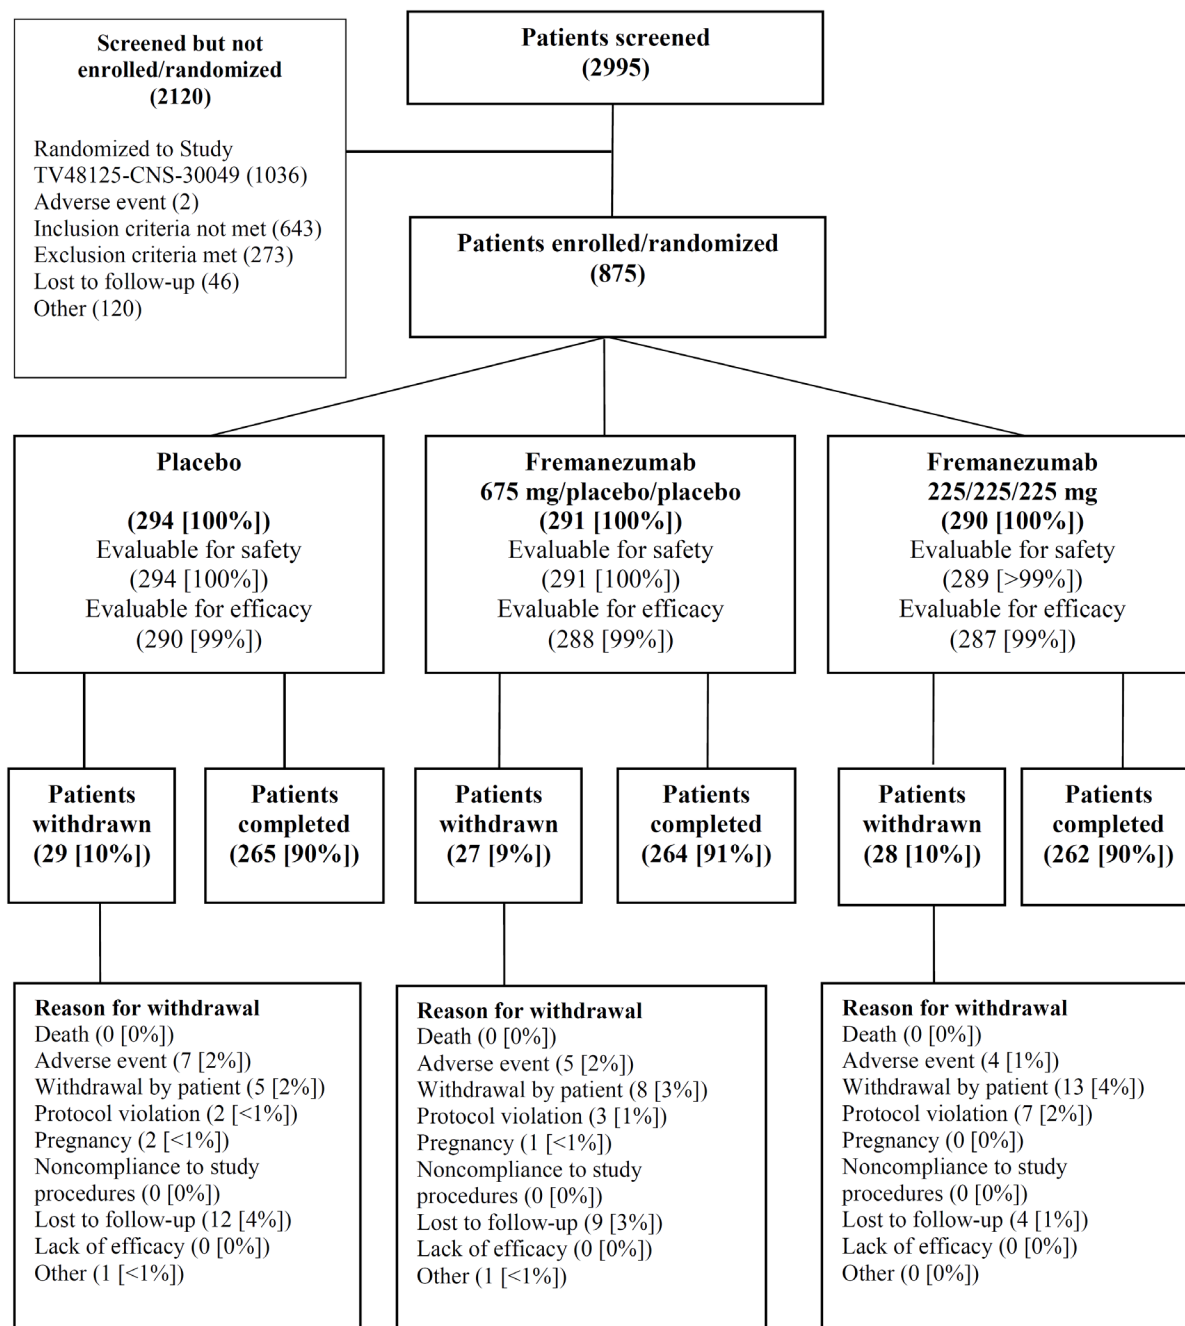 Patients screened
(2995)
Screened but not
enrolled/randomized
(2120)
Randomized to Study
TV48125-CNS-30049 (1036)
Adverse event (2)
Inclusion criteria not met (643)
Exclusion criteria met (273)
Lost to follow-up (46)
Other (120)
Patients enrolled/randomized
(875)
Placebo
(294 [100%])
Evaluable for safety
(294 [100%])
Evaluable for efficacy
(290 [99%])
Fremanezumab
675 mg/placebo/placebo
(291 [100%])
Evaluable for safety
(291 [100%])
Evaluable for efficacy
(288 [99%])
Fremanezumab
225/225/225 mg
(290 [100%])
Evaluable for safety
(289 [>99%])
Evaluable for efficacy
(287 [99%])
Patients
withdrawn
(29 [10%])
Patients
completed
(265 [90%])
Patients
withdrawn
(27 [9%])
Patients
completed
(264 [91%])
Patients
withdrawn
(28 [10%])
Patients
completed
(262 [90%])
Reason for withdrawal
Death (0 [0%])
Adverse event (7 [2%])
Withdrawal by patient (5 [2%])
Protocol violation (2 [<1%])
Pregnancy (2 [<1%])
Noncompliance to study
procedures (0 [0%])
Lost to follow-up (12 [4%])
Lack of efficacy (0 [0%])
Other (1 [<1%])
Reason for withdrawal
Death (0 [0%])
Adverse event (5 [2%])
Withdrawal by patient (8 [3%])
Protocol violation (3 [1%])
Pregnancy (1 [<1%])
Noncompliance to study
procedures (0 [0%])
Lost to follow-up (9 [3%])
Lack of efficacy (0 [0%])
Other (1 [<1%])
Reason for withdrawal
Death (0 [0%])
Adverse event (4 [1%])
Withdrawal by patient (13 [4%])
Protocol violation (7 [2%])
Pregnancy (0 [0%])
Noncompliance to study
procedures (0 [0%])
Lost to follow-up (4 [1%])
Lack of efficacy (0 [0%])
Other (0 [0%])